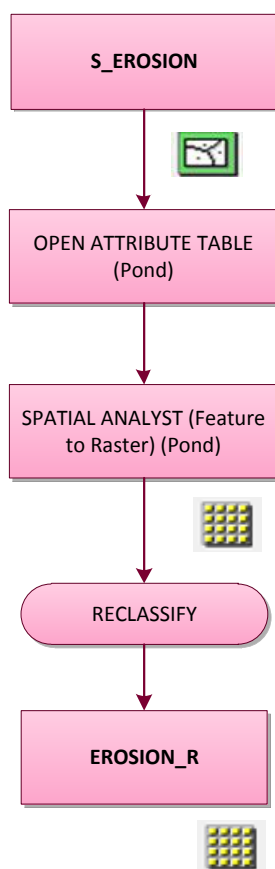 S_EROSION
OPEN ATTRIBUTE TABLE
(Pond)
SPATIAL ANALYST (Feature
to Raster) (Pond)
RECLASSIFY
EROSION_R